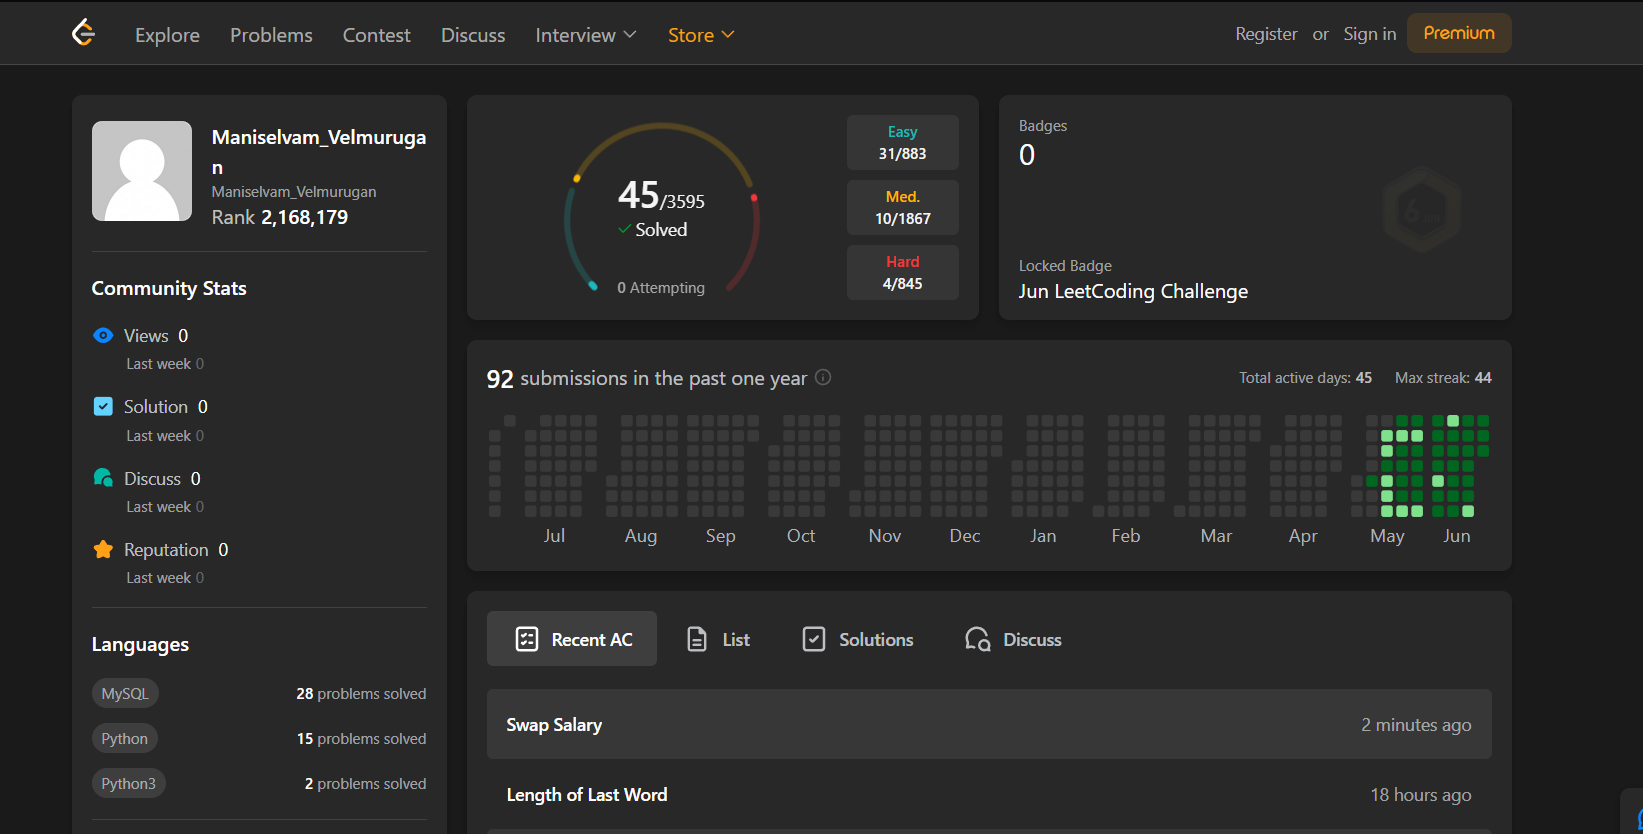 Explore Problems Contest Discuss Interview Store Register or Sign in Premium
Maniselvam_Velmuruga
n
Maniselvam_Velmurugan
Rank 2,168,179
Community Stats
Views 0
Last week 0
Solution 0
Last week 0
Discuss 0
Last week 0
Reputation 0
Last week 0
Languages
MySQL 28 problems solved
Python 15 problems solved
Python3 2 problems solved
45/3595
Solved
0 Attempting
Easy
31/883
Med.
10/1867
Hard
4/845
Badges
0
Locked Badge
Jun LeetCoding Challenge
92 submissions in the past one year Total active days: 45 Max streak: 44
Jul Aug Sep Oct Nov Dec Jan Feb Mar Apr May Jun
Recent AC List Solutions Discuss
Swap Salary 2 minutes ago
Length of Last Word 18 hours ago